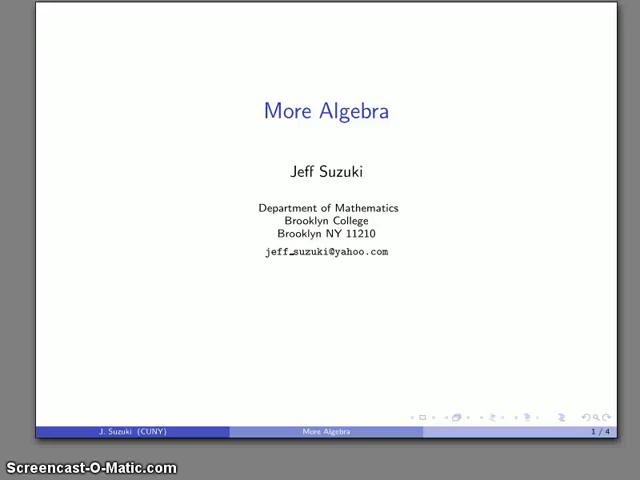 More Algebra
Jeff Suzuki
Department of Mathematics
Brooklyn College
Brooklyn NY 11210
jeff_suzuki@yahoo.com
J. Suzuki (CUNY)
More Algebra
1 / 4
Screencast-O-Matic.com